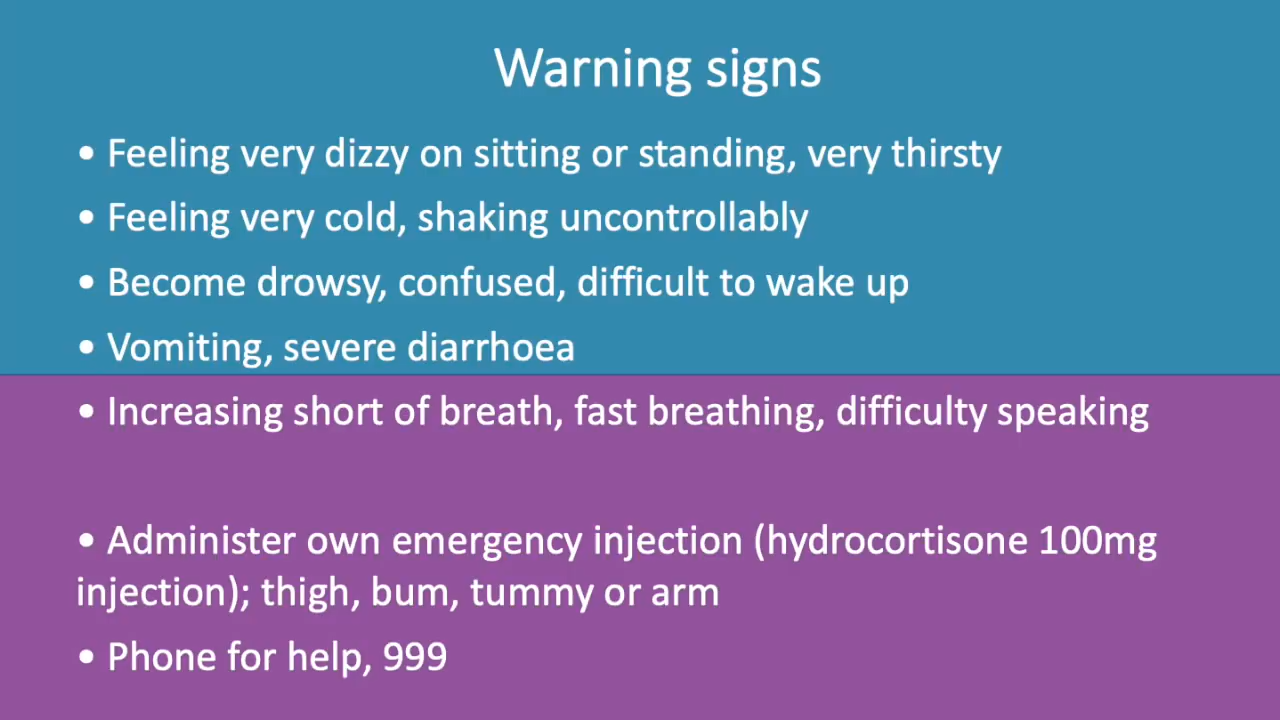 Warning signs
• Feeling very dizzy on sitting or standing, very thirsty
• Feeling very cold, shaking uncontrollably
• Become drowsy, confused, difficult to wake up
• Vomiting, severe diarrhoea
• Increasing short of breath, fast breathing, difficulty speaking
• Administer own emergency injection (hydrocortisone 100mg
injection); thigh, bum, tummy or arm
• Phone for help, 999